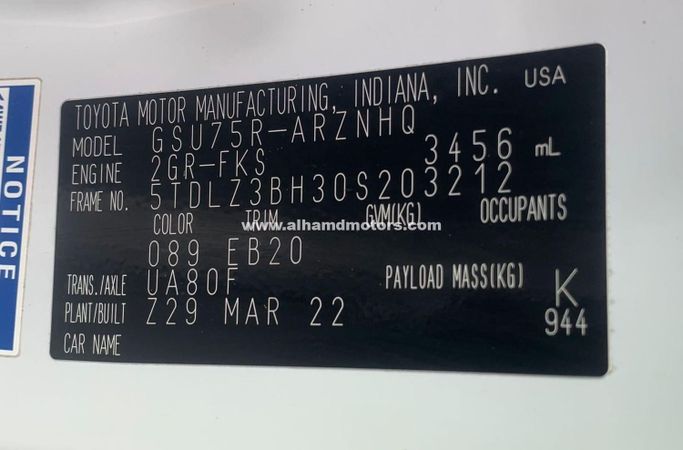 NOTICE
TOYOTA MOTOR MANUFACTURING, INDIANA, INC. USA
MODEL GSU75R-ARZNHQ
ENGINE 2GR-FKS 3456 mL
FRAME NO. 5TDLZ3BH30S203212
COLOR TRIM GVM(KG) OCCUPANTS
www.alhamdmotors.com
089 EB20
TRANS./AXLE UA80F PAYLOAD MASS(KG) K
PLANT/BUILT Z29 MAR 22 944
CAR NAME